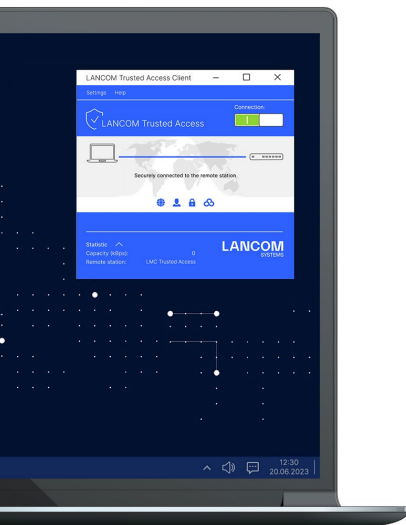 LANCOM Trusted Access Client
Settings Help
LANCOM Trusted Access
Connection:
Securely connected to the remote station.
Statistic
Capacity (kBps): 0
Remote station: LMC Trusted Access
LANCOM
SYSTEMS
12:30
20.06.2023